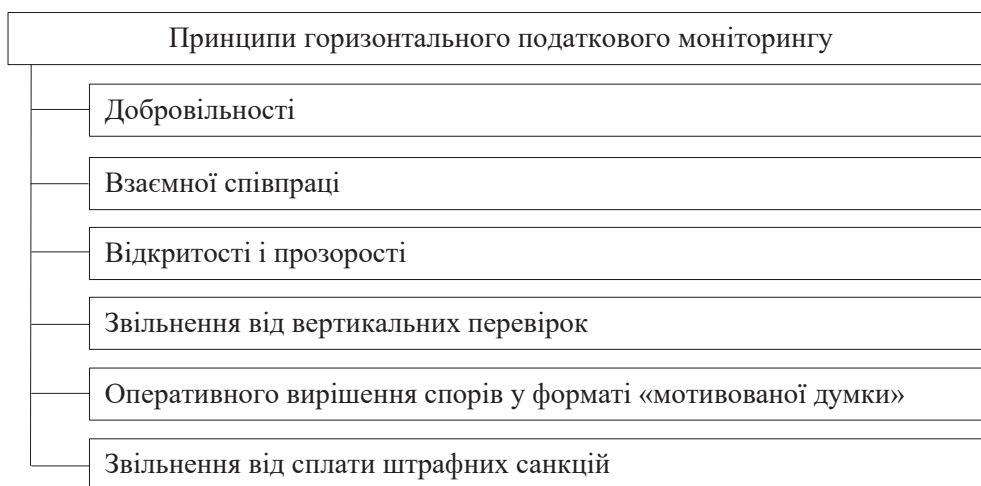 Принципи горизонтального податкового моніторингу
Добровільності
Взаємної співпраці
Відкритості і прозорості
Звільнення від вертикальних перевірок
Оперативного вирішення спорів у форматі «мотивованої думки»
Звільнення від сплати штрафних санкцій